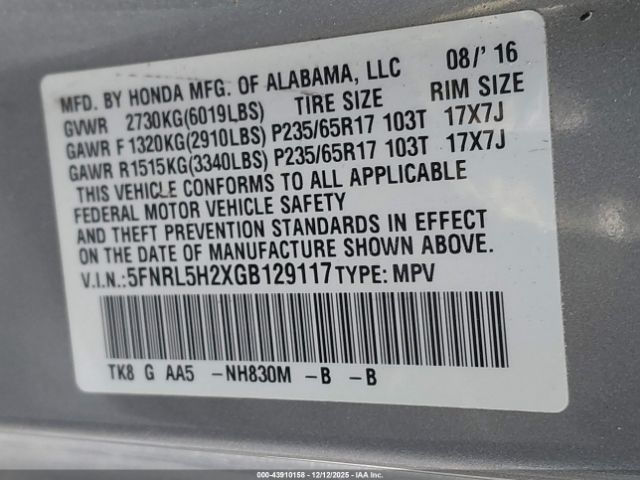 MFD. BY HONDA MFG. OF ALABAMA, LLC 08/'16
GVWR 2730KG(6019LBS) TIRE SIZE RIM SIZE
GAWR F 1320KG(2910LBS) P235/65R17 103T 17X7J
GAWR R1515KG(3340LBS) P235/65R17 103T 17X7J
THIS VEHICLE CONFORMS TO ALL APPLICABLE
FEDERAL MOTOR VEHICLE SAFETY
AND THEFT PREVENTION STANDARDS IN EFFECT
ON THE DATE OF MANUFACTURE SHOWN ABOVE.
V.I.N.:5FNRL5H2XGB129117 TYPE: MPV
TK8 G AA5 -NH830M -B -B
000-43910158 - 12/12/2025 - Copyright © IAA Inc.